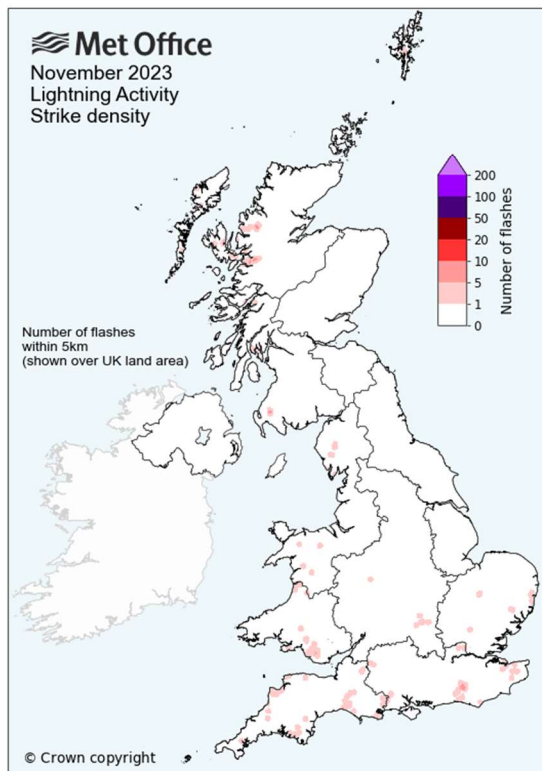 Met Office
November 2023
Lightning Activity
Strike density
200
100
50
20
10
5
1
0
Number of flashes
Number of flashes
within 5km
(shown over UK land area)
© Crown copyright